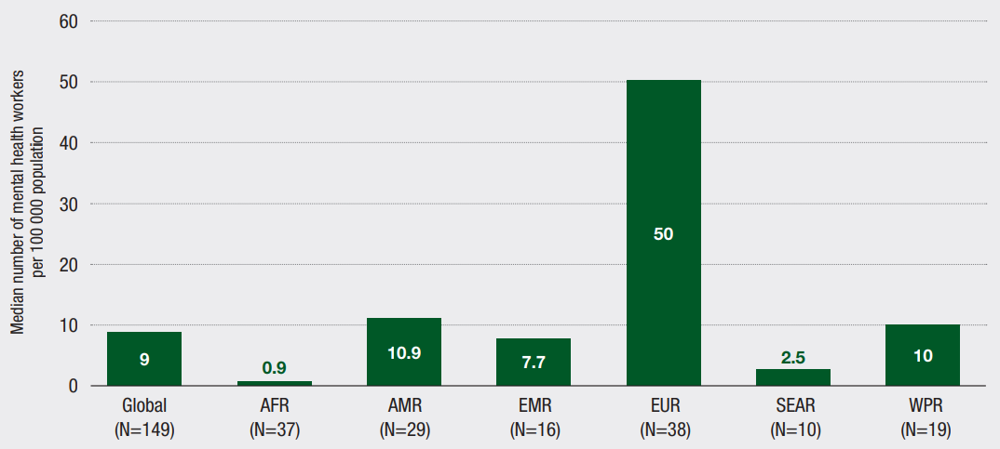 Median number of mental health workers
per 100 000 population
60
50
40
30
20
10
0
9
0.9
10.9
7.7
50
2.5
10
Global
(N=149)
AFR
(N=37)
AMR
(N=29)
EMR
(N=16)
EUR
(N=38)
SEAR
(N=10)
WPR
(N=19)